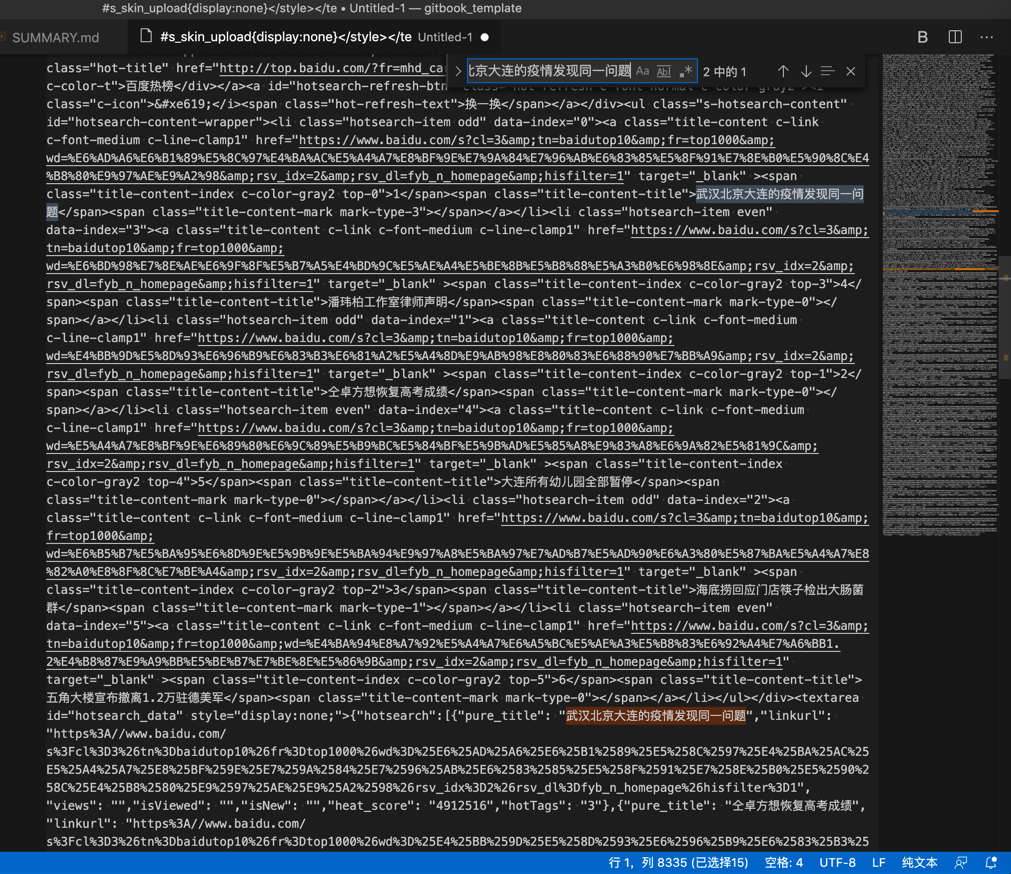 #s_skin_upload{display:none}</style></te • Untitled-1 — gitbook_template
SUMMARY.md
#s_skin_upload{display:none}</style></te Untitled-1
B
京大连的疫情发现同一问题
Aa Abl .*
2 中的 1
class="hot-title" href="http://top.baidu.com/?fr=mhd_ca
c-color-t">百度热榜</div></a><a id="hotsearch-refresh-btn"
class="c-icon">&#xe619;</i><span class="hot-refresh-text">换一换</span></a></div><ul class="s-hotsearch-content"
id="hotsearch-content-wrapper"><li class="hotsearch-item odd" data-index="0"><a class="title-content c-link
c-font-medium c-line-clamp1" href="https://www.baidu.com/s?cl=3&amp;tn=baidutop10&amp;fr=top1000&amp;
wd=%E6%AD%A6%E6%B1%89%E5%8C%97%E4%BA%AC%E5%A4%A7%E8%BF%9E%E7%9A%84%E7%96%AB%E6%83%85%E5%8F%91%E7%8E%B0%E5%90%8C%E4
%B8%80%E9%97%AE%E9%A2%98&amp;rsv_idx=2&amp;rsv_dl=fyb_n_homepage&amp;hisfilter=1" target="_blank" ><span
class="title-content-index c-color-gray2 top-0">1</span><span class="title-content-title">武汉北京大连的疫情发现同一问
题</span><span class="title-content-mark mark-type-3"></span></a></li><li class="hotsearch-item even"
data-index="3"><a class="title-content c-link c-font-medium c-line-clamp1" href="https://www.baidu.com/s?cl=3&amp;
tn=baidutop10&amp;fr=top1000&amp;
wd=%E6%BD%98%E7%8E%AE%E6%9F%8F%E5%B7%A5%E4%BD%9C%E5%AE%A4%E5%BE%8B%E5%B8%88%E5%A3%B0%E6%98%8E&amp;rsv_idx=2&amp;
rsv_dl=fyb_n_homepage&amp;hisfilter=1" target="_blank" ><span class="title-content-index c-color-gray2 top-3">4</
span><span class="title-content-title">潘玮柏工作室律师声明</span><span class="title-content-mark mark-type-0"></
span></a></li><li class="hotsearch-item odd" data-index="1"><a class="title-content c-link c-font-medium
c-line-clamp1" href="https://www.baidu.com/s?cl=3&amp;tn=baidutop10&amp;fr=top1000&amp;
wd=%E4%BB%9D%E5%8D%93%E6%96%B9%E6%83%B3%E6%81%A2%E5%A4%8D%E9%AB%98%E8%80%83%E6%88%90%E7%BB%A9&amp;rsv_idx=2&amp;
rsv_dl=fyb_n_homepage&amp;hisfilter=1" target="_blank" ><span class="title-content-index c-color-gray2 top-1">2</
span><span class="title-content-title">仝卓方想恢复高考成绩</span><span class="title-content-mark mark-type-0"></
span></a></li><li class="hotsearch-item even" data-index="4"><a class="title-content c-link c-font-medium
c-line-clamp1" href="https://www.baidu.com/s?cl=3&amp;tn=baidutop10&amp;fr=top1000&amp;
wd=%E5%A4%A7%E8%BF%9E%E6%89%80%E6%9C%89%E5%B9%BC%E5%84%BF%E5%9B%AD%E5%85%A8%E9%83%A8%E6%9A%82%E5%81%9C&amp;
rsv_idx=2&amp;rsv_dl=fyb_n_homepage&amp;hisfilter=1" target="_blank" ><span class="title-content-index
c-color-gray2 top-4">5</span><span class="title-content-title">大连所有幼儿园全部暂停</span><span
class="title-content-mark mark-type-0"></span></a></li><li class="hotsearch-item odd" data-index="2"><a
class="title-content c-link c-font-medium c-line-clamp1" href="https://www.baidu.com/s?cl=3&amp;tn=baidutop10&amp;
fr=top1000&amp;
wd=%E6%B5%B7%E5%BA%95%E6%8D%9E%E5%9B%9E%E5%BA%94%E9%97%A8%E5%BA%97%E7%AD%B7%E5%AD%90%E6%A3%80%E5%87%BA%E5%A4%A7%E8
%82%A0%E8%8F%8C%E7%BE%A4&amp;rsv_idx=2&amp;rsv_dl=fyb_n_homepage&amp;hisfilter=1" target="_blank" ><span
class="title-content-index c-color-gray2 top-2">3</span><span class="title-content-title">海底捞回应门店筷子检出大肠菌
群</span><span class="title-content-mark mark-type-1"></span></a></li><li class="hotsearch-item even"
data-index="5"><a class="title-content c-link c-font-medium c-line-clamp1" href="https://www.baidu.com/s?cl=3&amp;
tn=baidutop10&amp;fr=top1000&amp;wd=%E4%BA%94%E8%A7%92%E5%A4%A7%E6%A5%BC%E5%AE%A3%E5%B8%83%E6%92%A4%E7%A6%BB1.
2%E4%B8%87%E9%A9%BB%E5%BE%B7%E7%BE%8E%E5%86%9B&amp;rsv_idx=2&amp;rsv_dl=fyb_n_homepage&amp;hisfilter=1"
target="_blank" ><span class="title-content-index c-color-gray2 top-5">6</span><span class="title-content-title">
五角大楼宣布撤离1.2万驻德美军</span><span class="title-content-mark mark-type-0"></span></a></li></ul></div><textarea
id="hotsearch_data" style="display:none;">{"hotsearch":[{"pure_title": "武汉北京大连的疫情发现同一问题","linkurl":
"https%3A//www.baidu.com/
s%3Fcl%3D3%26tn%3Dbaidutop10%26fr%3Dtop1000%26wd%3D%25E6%25AD%25A6%25E6%25B1%2589%25E5%258C%2597%25E4%25BA%25AC%25
E5%25A4%25A7%25E8%25BF%259E%25E7%259A%2584%25E7%2596%25AB%25E6%2583%2585%25E5%258F%2591%25E7%258E%25B0%25E5%2590%2
58C%25E4%25B8%2580%25E9%2597%25AE%25E9%25A2%2598%26rsv_idx%3D2%26rsv_dl%3Dfyb_n_homepage%26hisfilter%3D1",
"views": "","isViewed": "","isNew": "","heat_score": "4912516","hotTags": "3"},{"pure_title": "仝卓方想恢复高考成绩",
"linkurl": "https%3A//www.baidu.com/
s%3Fcl%3D3%26tn%3Dbaidutop10%26fr%3Dtop1000%26wd%3D%25E4%25BB%259D%25E5%258D%2593%25E6%2596%25B9%25E6%2583%25B3%25
行 1，列 8335 (已选择15)
空格: 4
UTF-8
LF
纯文本